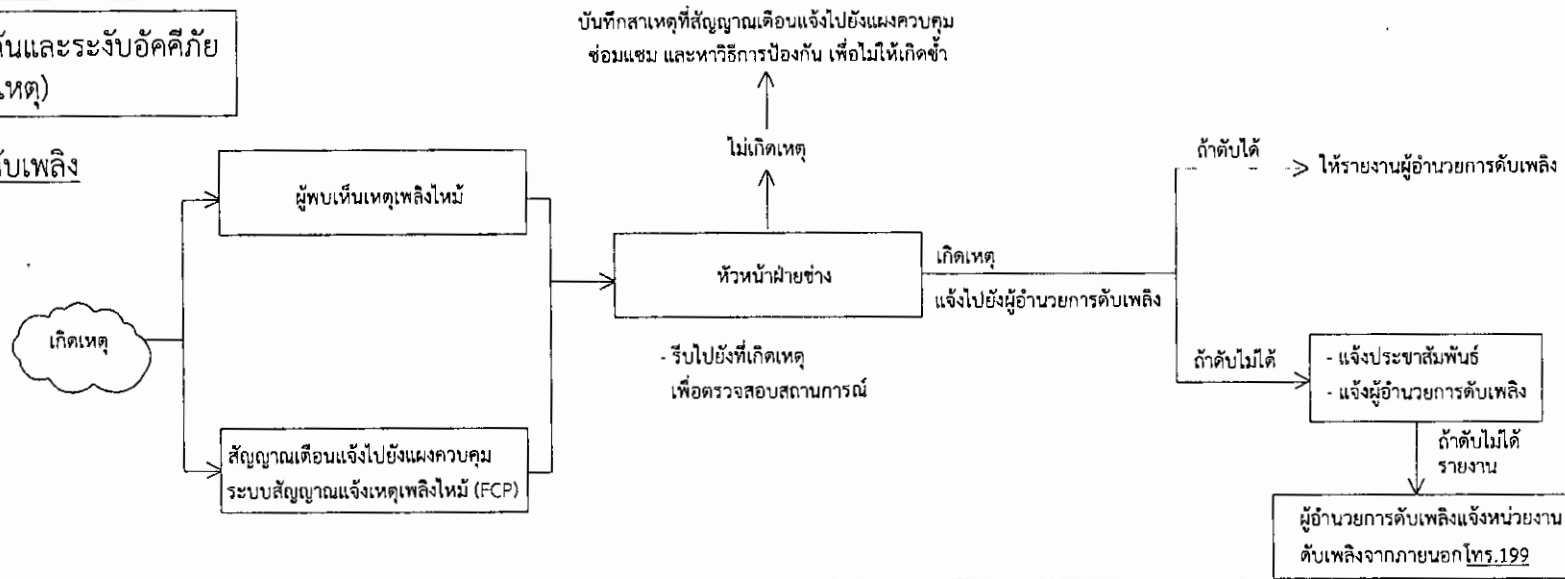 ันและระงับอัคคีภัย
เหตุ)
ับเพลิง
บันทึกสาเหตุที่สัญญาณเตือนแจ้งไปยังแผงควบคุม
ซ่อมแซม และหาวิธีการป้องกัน เพื่อไม่ให้เกิดซ้ำ
ไม่เกิดเหตุ
ผู้พบเห็นเหตุเพลิงไหม้
เกิดเหตุ
สัญญาณเตือนแจ้งไปยังแผงควบคุม
ระบบสัญญาณแจ้งเหตุเพลิงไหม้ (FCP)
หัวหน้าฝ่ายช่าง
- รีบไปยังที่เกิดเหตุ
เพื่อตรวจสอบสถานการณ์
เกิดเหตุ
แจ้งไปยังผู้อำนวยการดับเพลิง
ถ้าดับได้
ให้รายงานผู้อำนวยการดับเพลิง
ถ้าดับไม่ได้
- แจ้งประชาสัมพันธ์
- แจ้งผู้อำนวยการดับเพลิง
ถ้าดับไม่ได้
รายงาน
ผู้อำนวยการดับเพลิงแจ้งหน่วยงาน
ดับเพลิงจากภายนอกโทร.199